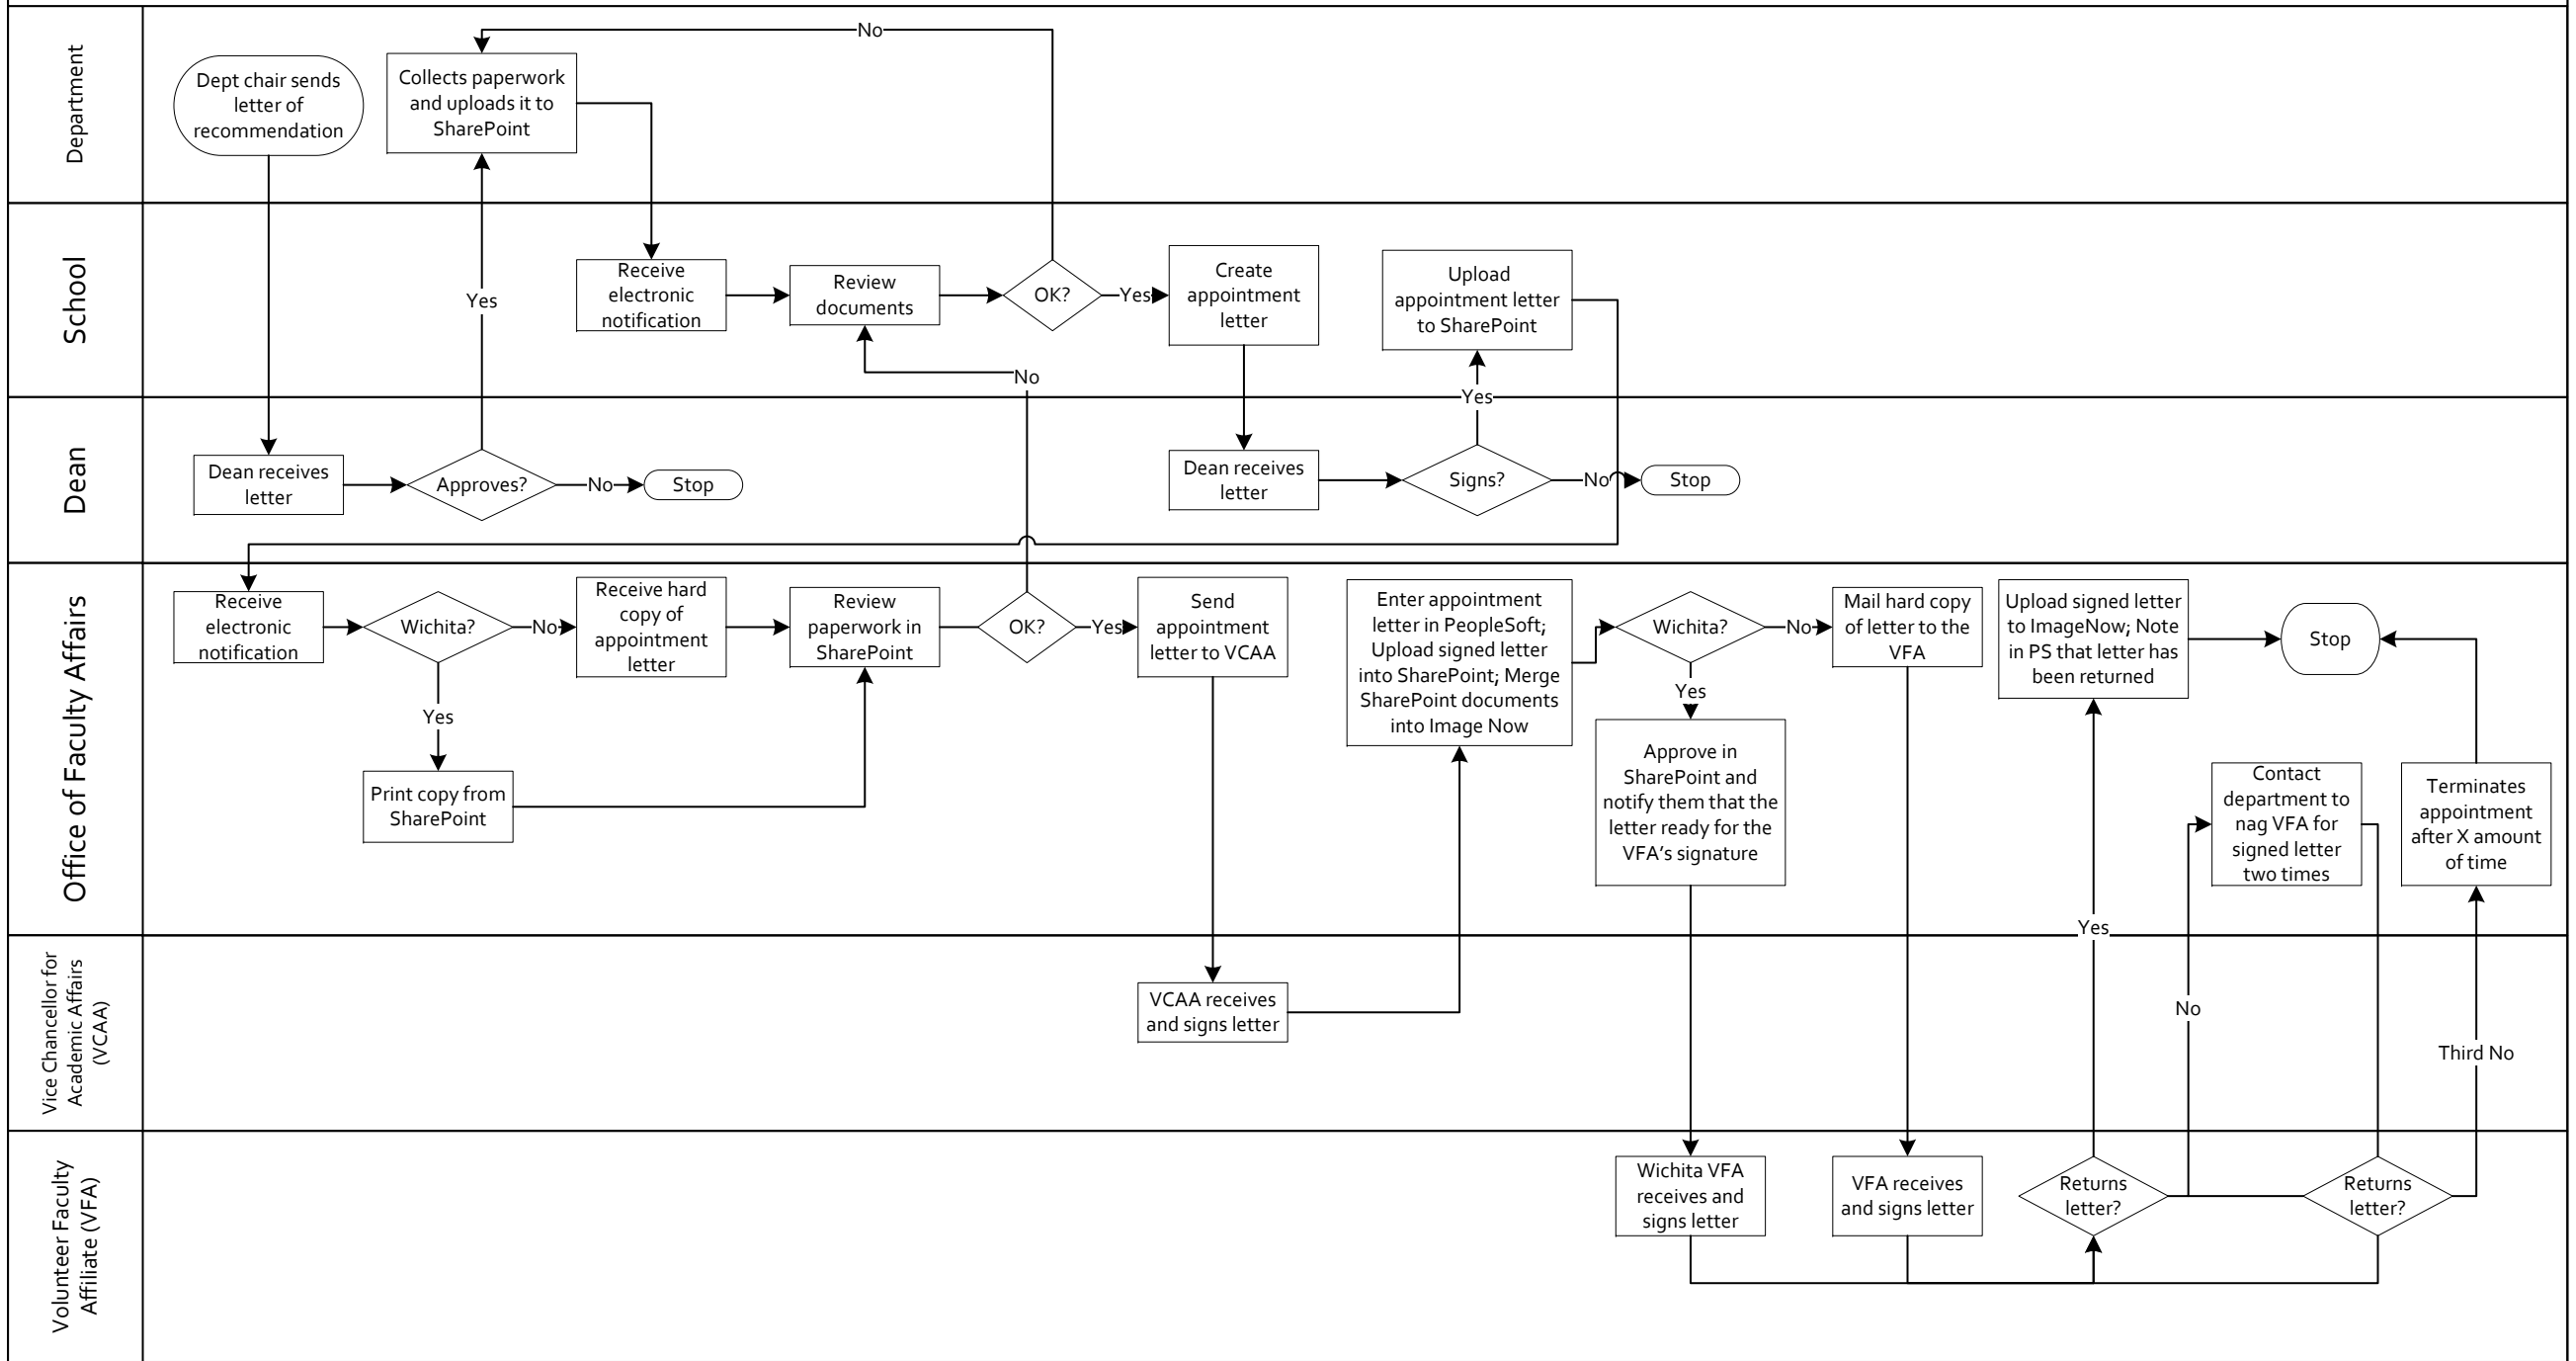 Department
Dept chair sends
letter of
recommendation
Collects paperwork
and uploads it to
SharePoint
No
School
Yes
Receive
electronic
notification
Review
documents
OK?
Yes
Create
appointment
letter
Upload
appointment letter
to SharePoint
No
Yes
Dean
Dean receives
letter
Approves?
No
Stop
Dean receives
letter
Signs?
No
Stop
Office of Faculty Affairs
Receive
electronic
notification
Wichita?
No
Receive hard
copy of
appointment
letter
Review
paperwork in
SharePoint
OK?
Yes
Send
appointment
letter to VCAA
Enter appointment
letter in PeopleSoft;
Upload signed letter
into SharePoint; Merge
SharePoint documents
into Image Now
Wichita?
No
Mail hard copy
of letter to the
VFA
Upload signed letter
to ImageNow; Note
in PS that letter has
been returned
Stop
Yes
Print copy from
SharePoint
Yes
Approve in
SharePoint and
notify them that the
letter ready for the
VFA's signature
Contact
department to
nag VFA for
signed letter
two times
Terminates
appointment
after X amount
of time
Yes
Vice Chancellor for
Academic Affairs
(VCAA)
VCAA receives
and signs letter
No
Third No
Volunteer Faculty
Affiliate (VFA)
Wichita VFA
receives and
signs letter
VFA receives
and signs letter
Returns
letter?
Returns
letter?